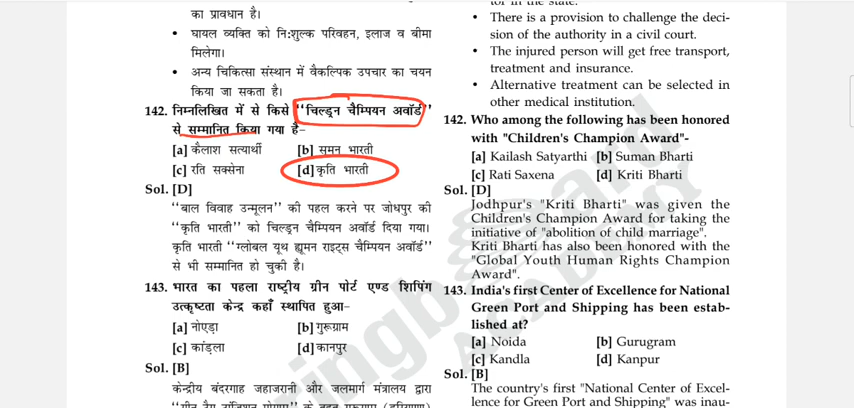 का प्रावधान है।
• घायल व्यक्ति को नि:शुल्क परिवहन, इलाज व बीमा
मिलेगा।
• अन्य चिकित्सा संस्थान में वैकल्पिक उपचार का चयन
किया जा सकता है।
142. निम्नलिखित में से किसे "चिल्ड्रन चैम्पियन अवॉर्ड"
से सम्मानित किया गया है-
[a] कैलाश सत्यार्थी [b] सुमन भारती
[c] रति सक्सेना [d] कृति भारती
Sol. [D]
"बाल विवाह उन्मूलन" की पहल करने पर जोधपुर की
"कृति भारती" को चिल्ड्रन चैम्पियन अवॉर्ड दिया गया।
कृति भारती "ग्लोबल यूथ ह्यूमन राइट्स चैम्पियन अवॉर्ड"
से भी सम्मानित हो चुकी है।
143. भारत का पहला राष्ट्रीय ग्रीन पोर्ट एण्ड शिपिंग
उत्कृष्टता केन्द्र कहाँ स्थापित हुआ-
[a] नोएड़ा [b] गुरूग्राम
[c] कांड्ला [d] कानपुर
Sol. [B]
केन्द्रीय बंदरगाह जहाजरानी और जलमार्ग मंत्रालय द्वारा
tor in the state.
• There is a provision to challenge the deci-
sion of the authority in a civil court.
• The injured person will get free transport,
treatment and insurance.
• Alternative treatment can be selected in
other medical institution.
142. Who among the following has been honored
with "Children's Champion Award"-
[a] Kailash Satyarthi [b] Suman Bharti
[c] Rati Saxena [d] Kriti Bharti
Sol. [D]
Jodhpur's "Kriti Bharti" was given the
Children's Champion Award for taking the
initiative of "abolition of child marriage".
Kriti Bharti has also been honored with the
"Global Youth Human Rights Champion
Award".
143. India's first Center of Excellence for National
Green Port and Shipping has been estab-
lished at?
[a] Noida [b] Gurugram
[c] Kandla [d] Kanpur
Sol. [B]
The country's first "National Center of Excel-
lence for Green Port and Shipping" was inau-
ACADEMY